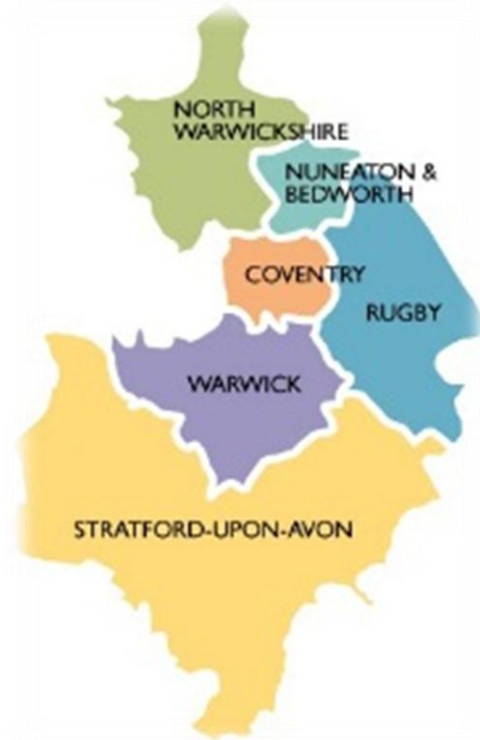 NORTH
WARWICKSHIRE
NUNEATON &
BEDWORTH
COVENTRY
RUGBY
WARWICK
STRATFORD-UPON-AVON